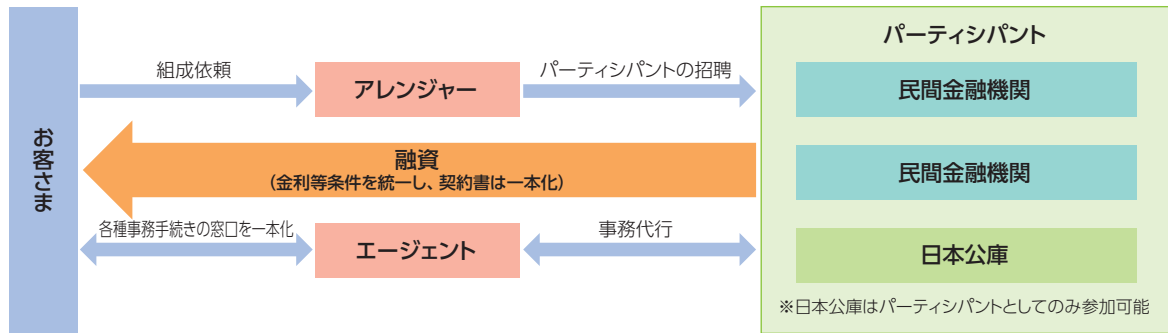 パーティシパント
組成依頼
アレンジャー
パーティシパントの招聘
民間金融機関
お客さま
融資
（金利等条件を統一し、契約書は一本化）
民間金融機関
各種事務手続きの窓口を一本化
エージェント
事務代行
日本公庫
※日本公庫はパーティシパントとしてのみ参加可能